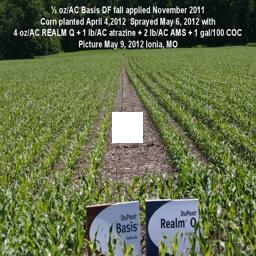 ½ oz/AC Basis DF fall applied November 2011
Corn planted April 4,2012 Sprayed May 6, 2012 with
4 oz/AC REALM Q + 1 lb/AC atrazine + 2 lb/AC AMS + 1 gal/100 COC
Picture May 9, 2012 Ionia, MO
DuPont
Basis
DuPont
Realm Q